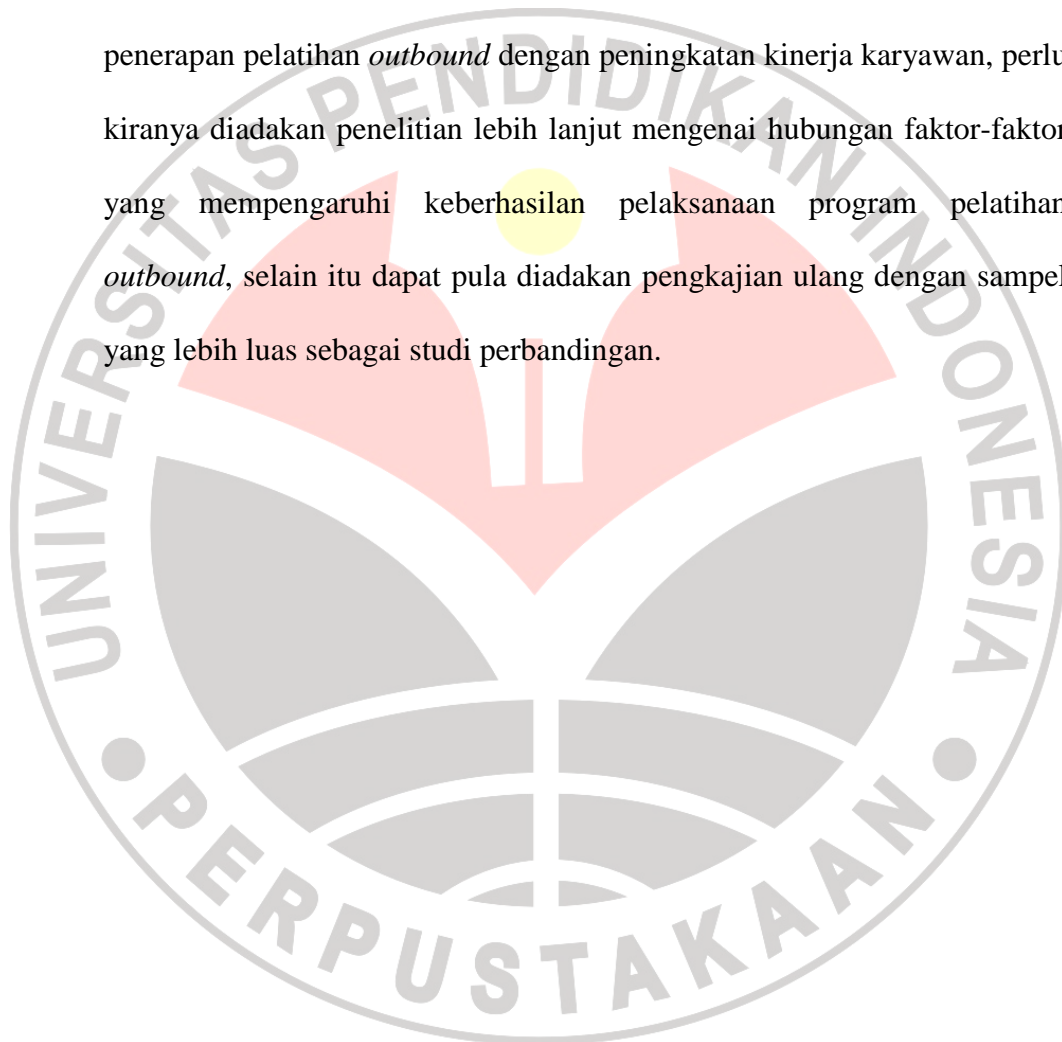 penerapan pelatihan outbound dengan peningkatan kinerja karyawan, perlu
kiranya diadakan penelitian lebih lanjut mengenai hubungan faktor-faktor
yang mempengaruhi keberhasilan pelaksanaan program pelatihan
outbound, selain itu dapat pula diadakan pengkajian ulang dengan sampel
yang lebih luas sebagai studi perbandingan.
UNIVERSITAS PENDIDIKAN INDONESIA
PERPUSTAKAAN